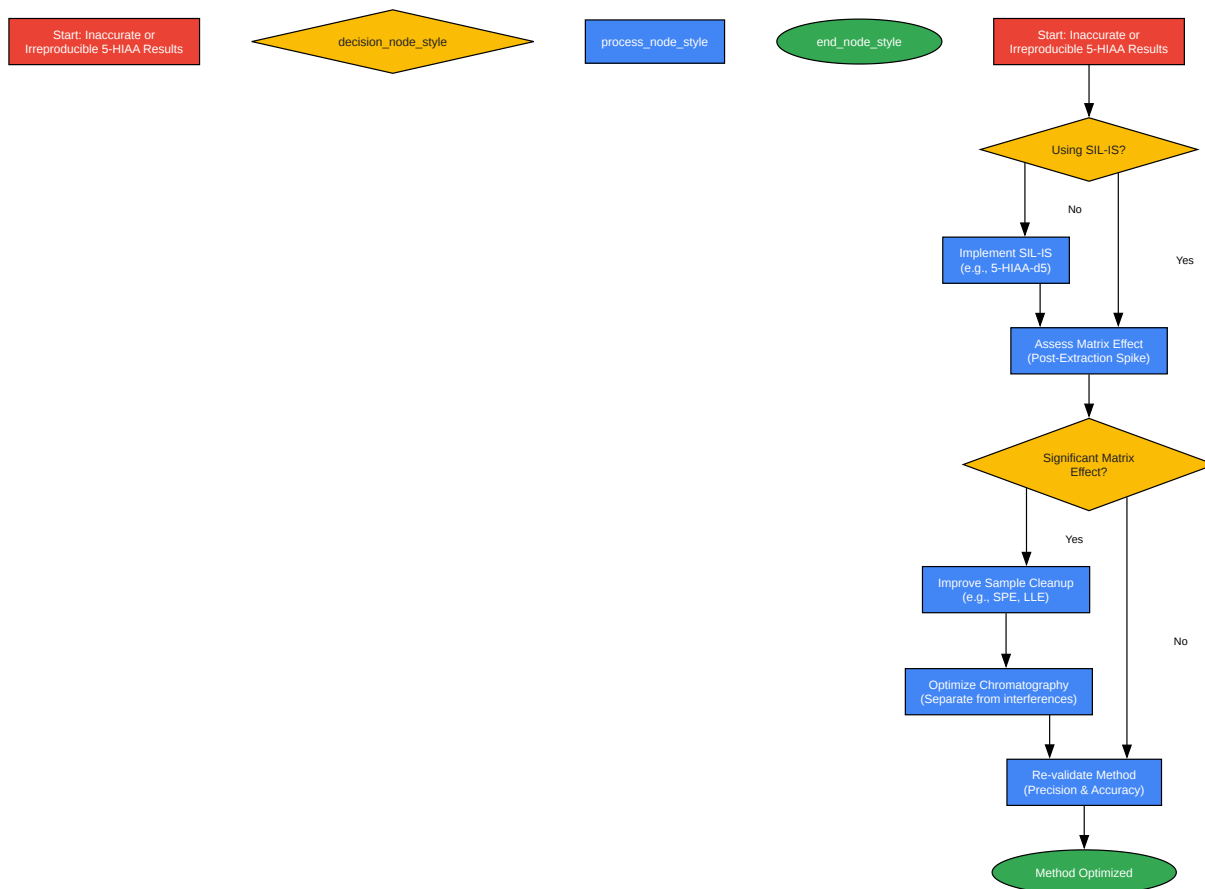 Start: Inaccurate or
Irreproducible 5-HIAA Results
decision_node_style
process_node_style
end_node_style
Start: Inaccurate or
Irreproducible 5-HIAA Results
Using SIL-IS?
No
Implement SIL-IS
(e.g., 5-HIAA-d5)
Yes
Assess Matrix Effect
(Post-Extraction Spike)
Significant Matrix
Effect?
Yes
Improve Sample Cleanup
(e.g., SPE, LLE)
No
Optimize Chromatography
(Separate from interferences)
Re-validate Method
(Precision & Accuracy)
Method Optimized